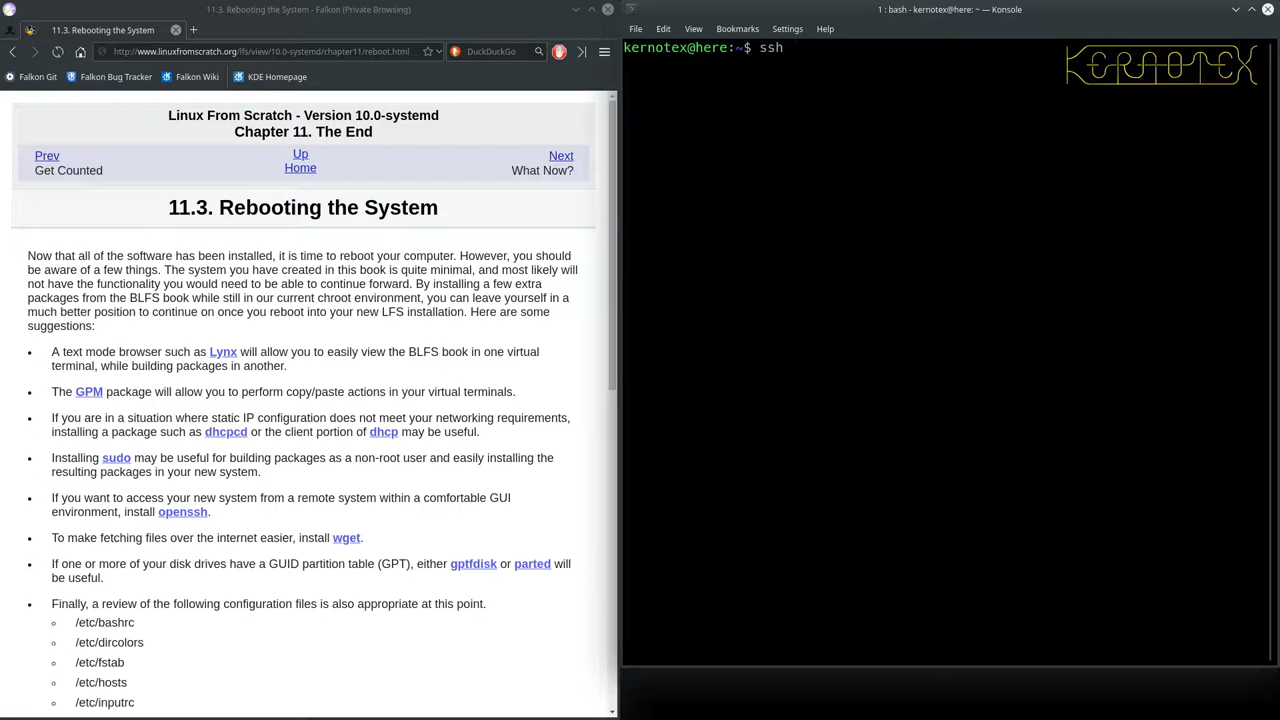 11.3. Rebooting the System - Falkon (Private Browsing)
11.3. Rebooting the System
http://www.linuxfromscratch.org/lfs/view/10.0-systemd/chapter11/reboot.html
DuckDuckGo
Falkon Git
Falkon Bug Tracker
Falkon Wiki
KDE Homepage
Linux From Scratch - Version 10.0-systemd
Chapter 11. The End
Prev
Up
Next
Get Counted
Home
What Now?
11.3. Rebooting the System
Now that all of the software has been installed, it is time to reboot your computer. However, you should
be aware of a few things. The system you have created in this book is quite minimal, and most likely will
not have the functionality you would need to be able to continue forward. By installing a few extra
packages from the BLFS book while still in our current chroot environment, you can leave yourself in a
much better position to continue on once you reboot into your new LFS installation. Here are some
suggestions:
• A text mode browser such as Lynx will allow you to easily view the BLFS book in one virtual
terminal, while building packages in another.
• The GPM package will allow you to perform copy/paste actions in your virtual terminals.
• If you are in a situation where static IP configuration does not meet your networking requirements,
installing a package such as dhcpcd or the client portion of dhcp may be useful.
• Installing sudo may be useful for building packages as a non-root user and easily installing the
resulting packages in your new system.
• If you want to access your new system from a remote system within a comfortable GUI
environment, install openssh.
• To make fetching files over the internet easier, install wget.
• If one or more of your disk drives have a GUID partition table (GPT), either gptfdisk or parted will
be useful.
• Finally, a review of the following configuration files is also appropriate at this point.
◦ /etc/bashrc
◦ /etc/dircolors
◦ /etc/fstab
◦ /etc/hosts
◦ /etc/inputrc
1 : bash - kernotex@here: ~ — Konsole
File Edit View Bookmarks Settings Help
kernotex@here:~$ ssh
KERNOTEX